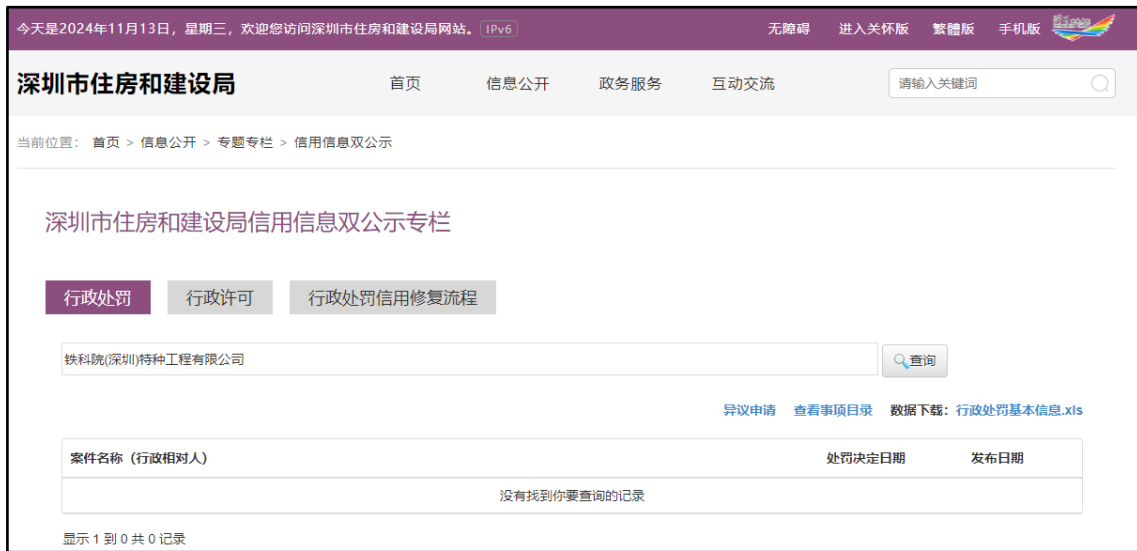 今天是2024年11月13日，星期三，欢迎您访问深圳市住房和建设局网站。 IPv6 无障碍 进入关怀版 繁體版 手机版
深圳市住房和建设局 首页 信息公开 政务服务 互动交流 请输入关键词
当前位置： 首页 > 信息公开 > 专题专栏 > 信用信息双公示
深圳市住房和建设局信用信息双公示专栏
行政处罚 行政许可 行政处罚信用修复流程
铁科院(深圳)特种工程有限公司 查询
异议申请 查看事项目录 数据下载：行政处罚基本信息.xls
案件名称（行政相对人） 处罚决定日期 发布日期
没有找到你要查询的记录
显示 1 到 0 共 0 记录